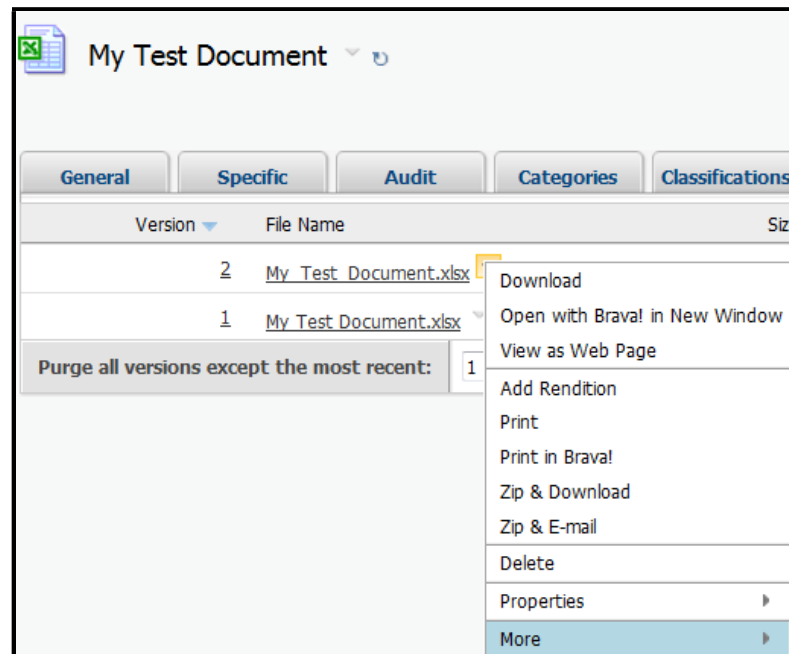 My Test Document
General Specific Audit Categories Classifications
Version File Name Siz
2 My_Test_Document.xlsx
1 My Test Document.xlsx
Purge all versions except the most recent: 1
Download
Open with Brava! in New Window
View as Web Page
Add Rendition
Print
Print in Brava!
Zip & Download
Zip & E-mail
Delete
Properties
More